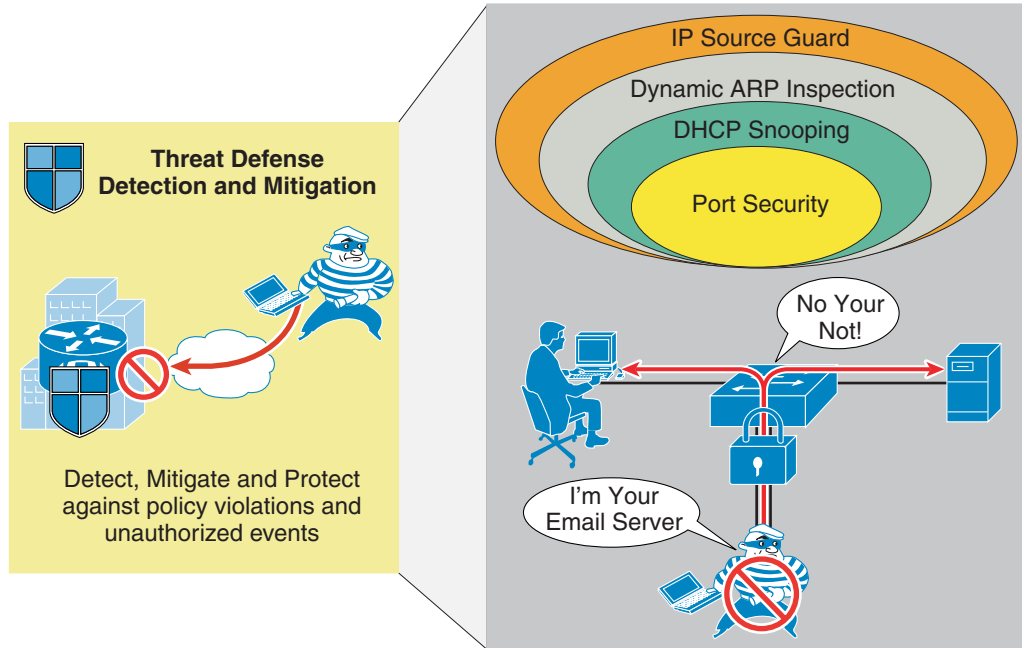 Threat Defense
Detection and Mitigation
Detect, Mitigate and Protect
against policy violations and
unauthorized events
IP Source Guard
Dynamic ARP Inspection
DHCP Snooping
Port Security
No Your
Not!
I'm Your
Email Server